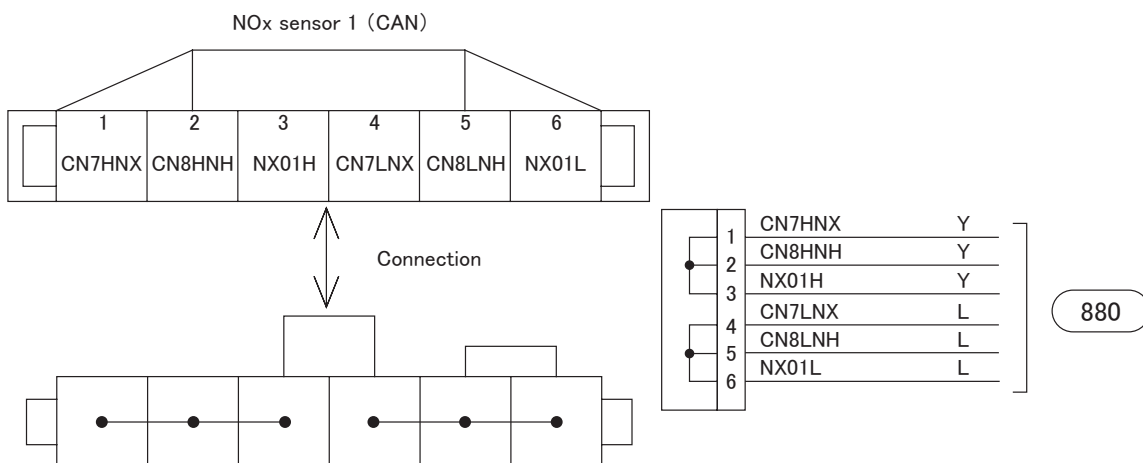 NOx sensor 1 (CAN)
1 2 3 4 5 6
CN7HNX CN8HNH NX01H CN7LNX CN8LNH NX01L
Connection
1 CN7HNX Y
2 CN8HNH Y
3 NX01H Y
4 CN7LNX L
5 CN8LNH L
6 NX01L L
880